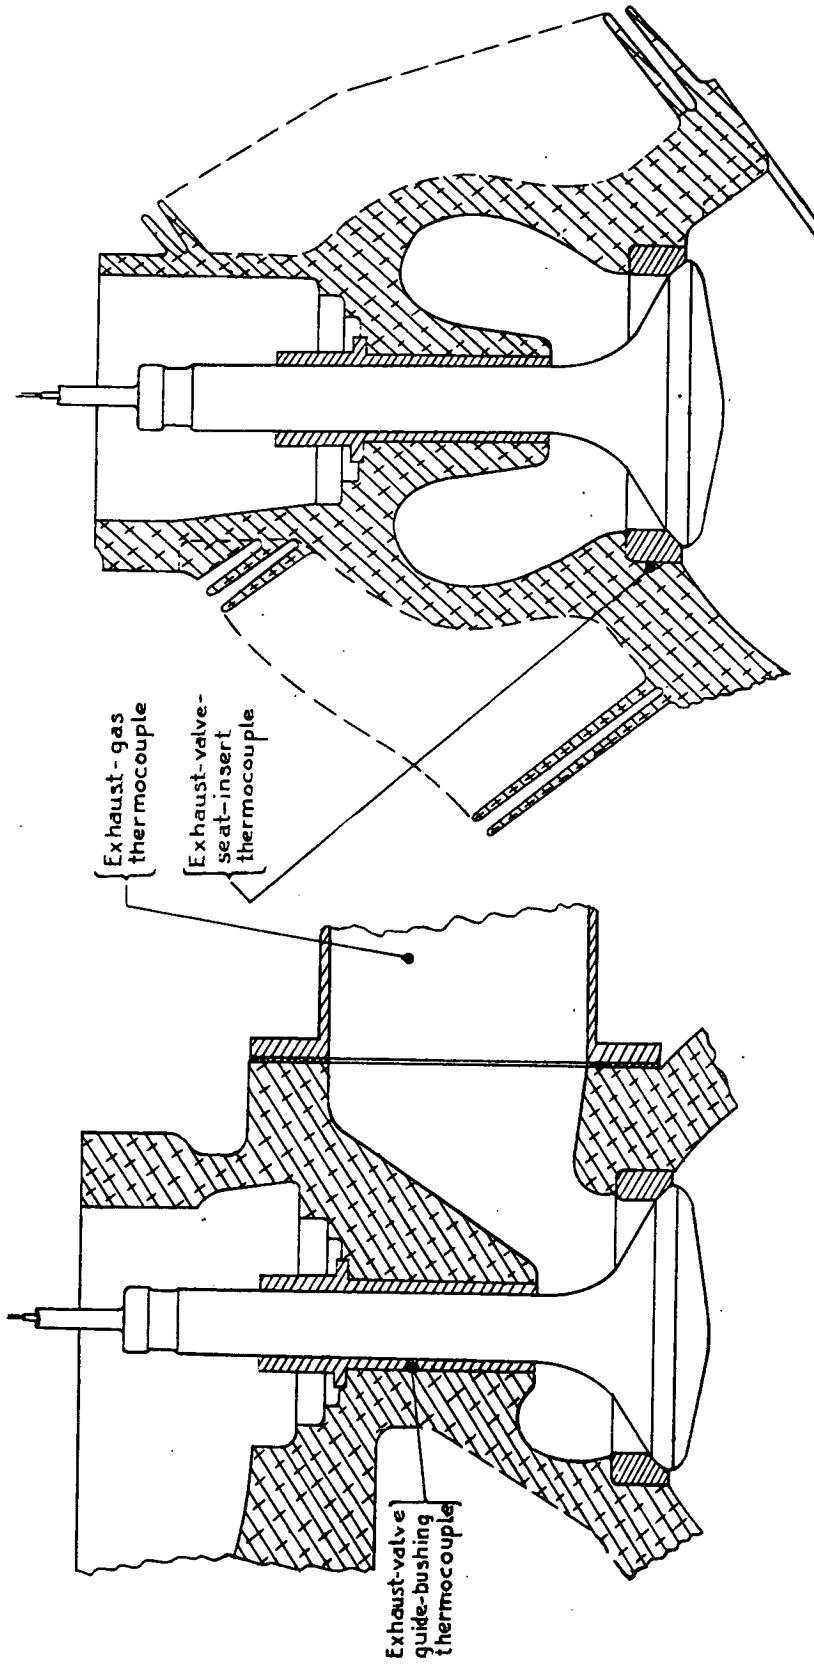 Exhaust-gas
thermocouple
Exhaust-valve-
seat-insert
thermocouple
Exhaust-valve
guide-bushing
thermocouple